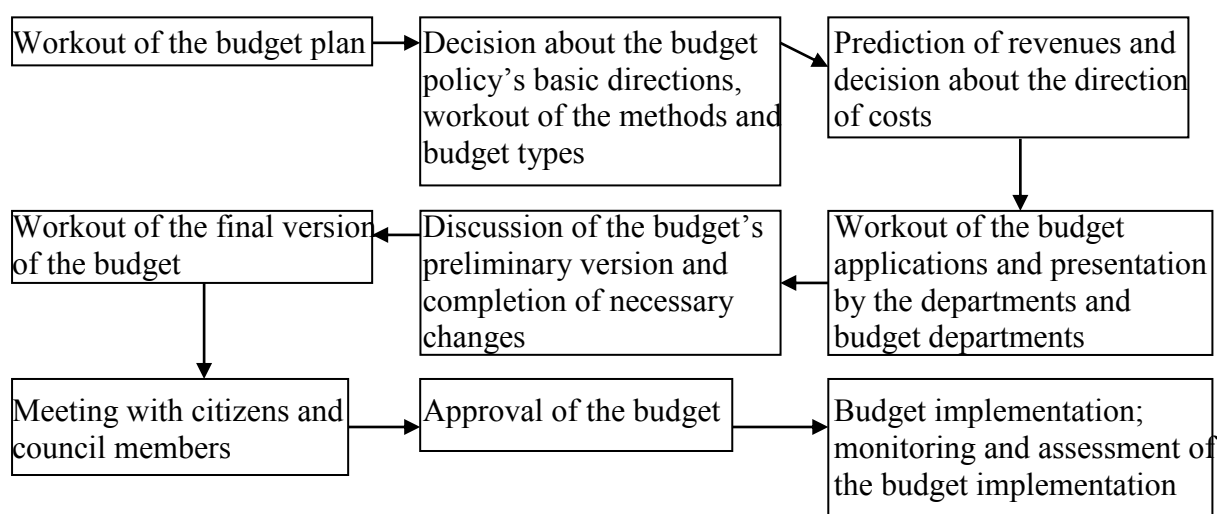 Workout of the budget plan
Decision about the budget
policy's basic directions,
workout of the methods and
budget types
Prediction of revenues and
decision about the direction
of costs
Workout of the budget
applications and presentation
by the departments and
budget departments
Discussion of the budget's
preliminary version and
completion of necessary
changes
Workout of the final version
of the budget
Meeting with citizens and
council members
Approval of the budget
Budget implementation;
monitoring and assessment of
the budget implementation